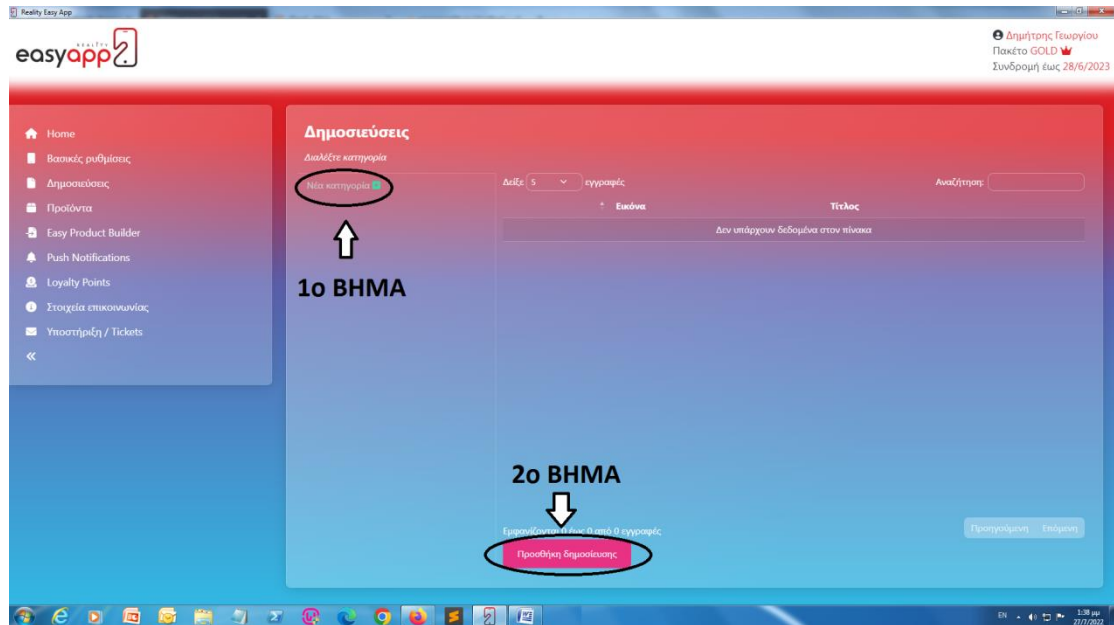 Reality Easy App
REALITY
easyapp
Δημήτρης Γεωργίου
Πακέτο GOLD
Συνδρομή έως 28/6/2023
Home
Βασικές ρυθμίσεις
Δημοσιεύσεις
Προϊόντα
Easy Product Builder
Push Notifications
Loyalty Points
Στοιχεία επικοινωνίας
Υποστήριξη / Tickets
Δημοσιεύσεις
Διαλέξτε κατηγορία
Νέα κατηγορία
1ο ΒΗΜΑ
Δείξε 5 εγγραφές
Αναζήτηση:
Εικόνα Τίτλος
Δεν υπάρχουν δεδομένα στον πίνακα
2ο ΒΗΜΑ
Εμφανίζονται 0 έως 0 από 0 εγγραφές
Προηγούμενη Επόμενη
Προσθήκη δημοσίευσης
EN
1:38 μμ
27/7/2022